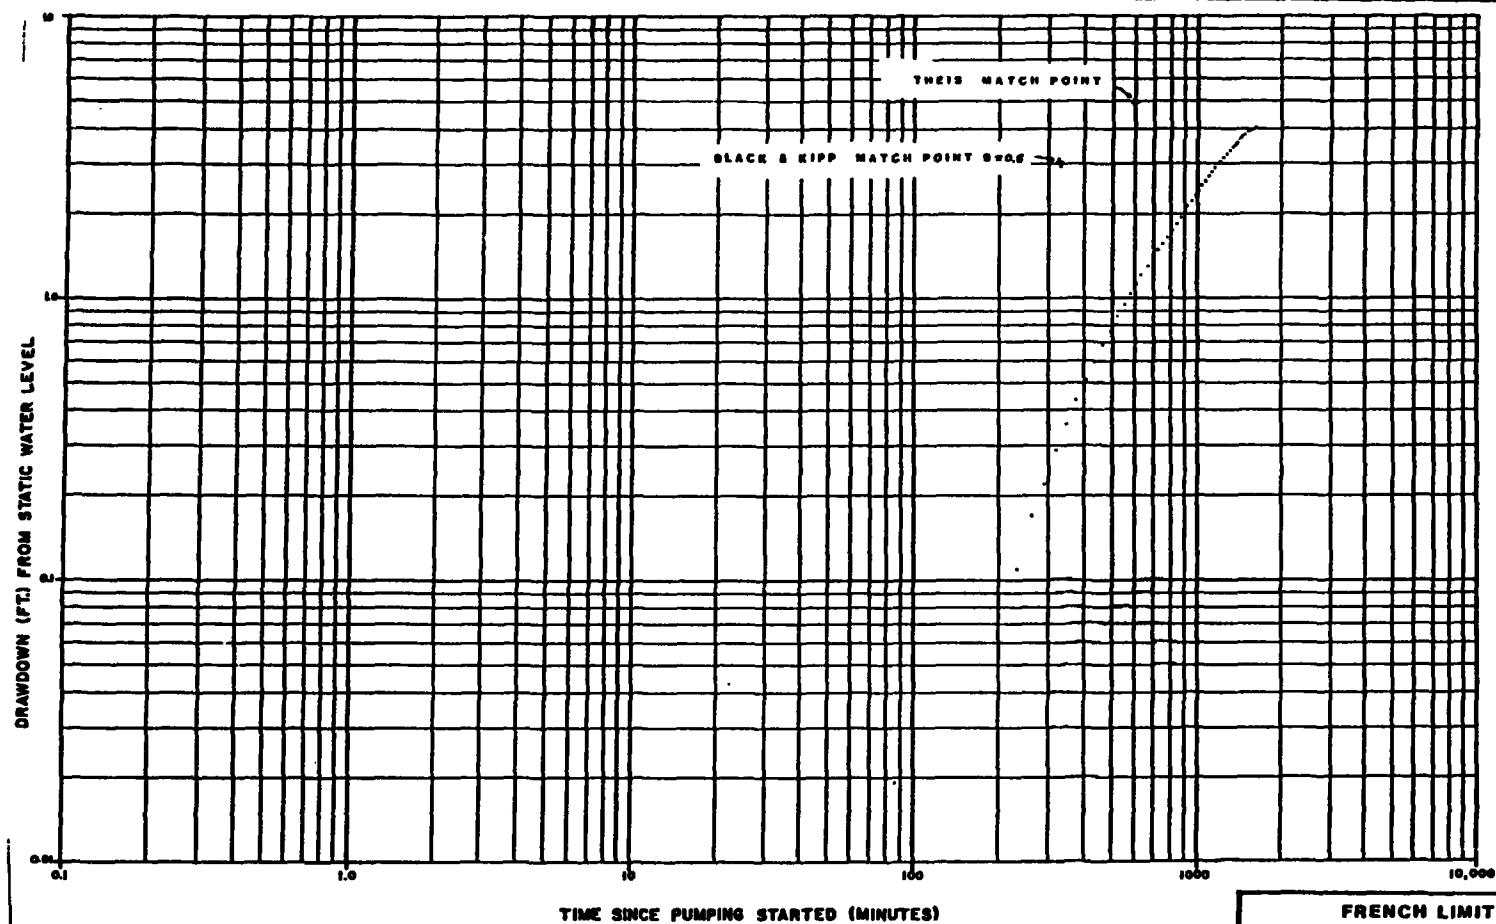 10
THEIS MATCH POINT
BLACK & KIPP MATCH POINT
1.0
DRAWDOWN (FT.) FROM STATIC WATER LEVEL
0.1
0.01
0.1 1.0 10 100 1000 10,000
TIME SINCE PUMPING STARTED (MINUTES)
FRENCH LIMIT